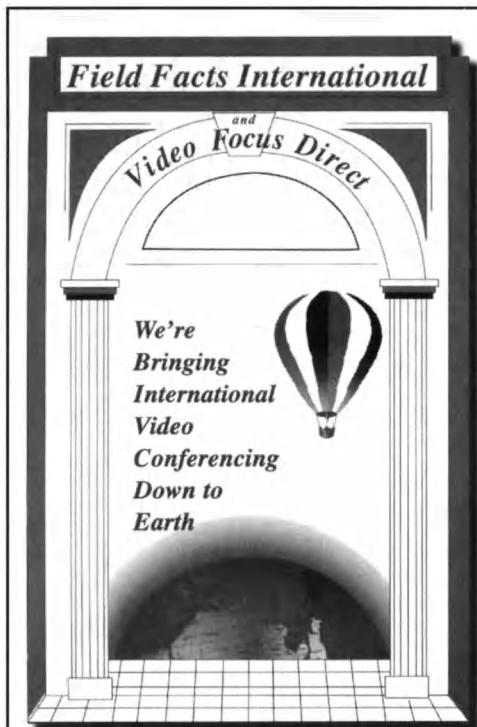 Field Facts International
and
Video Focus Direct
We're
Bringing
International
Video
Conferencing
Down to
Earth